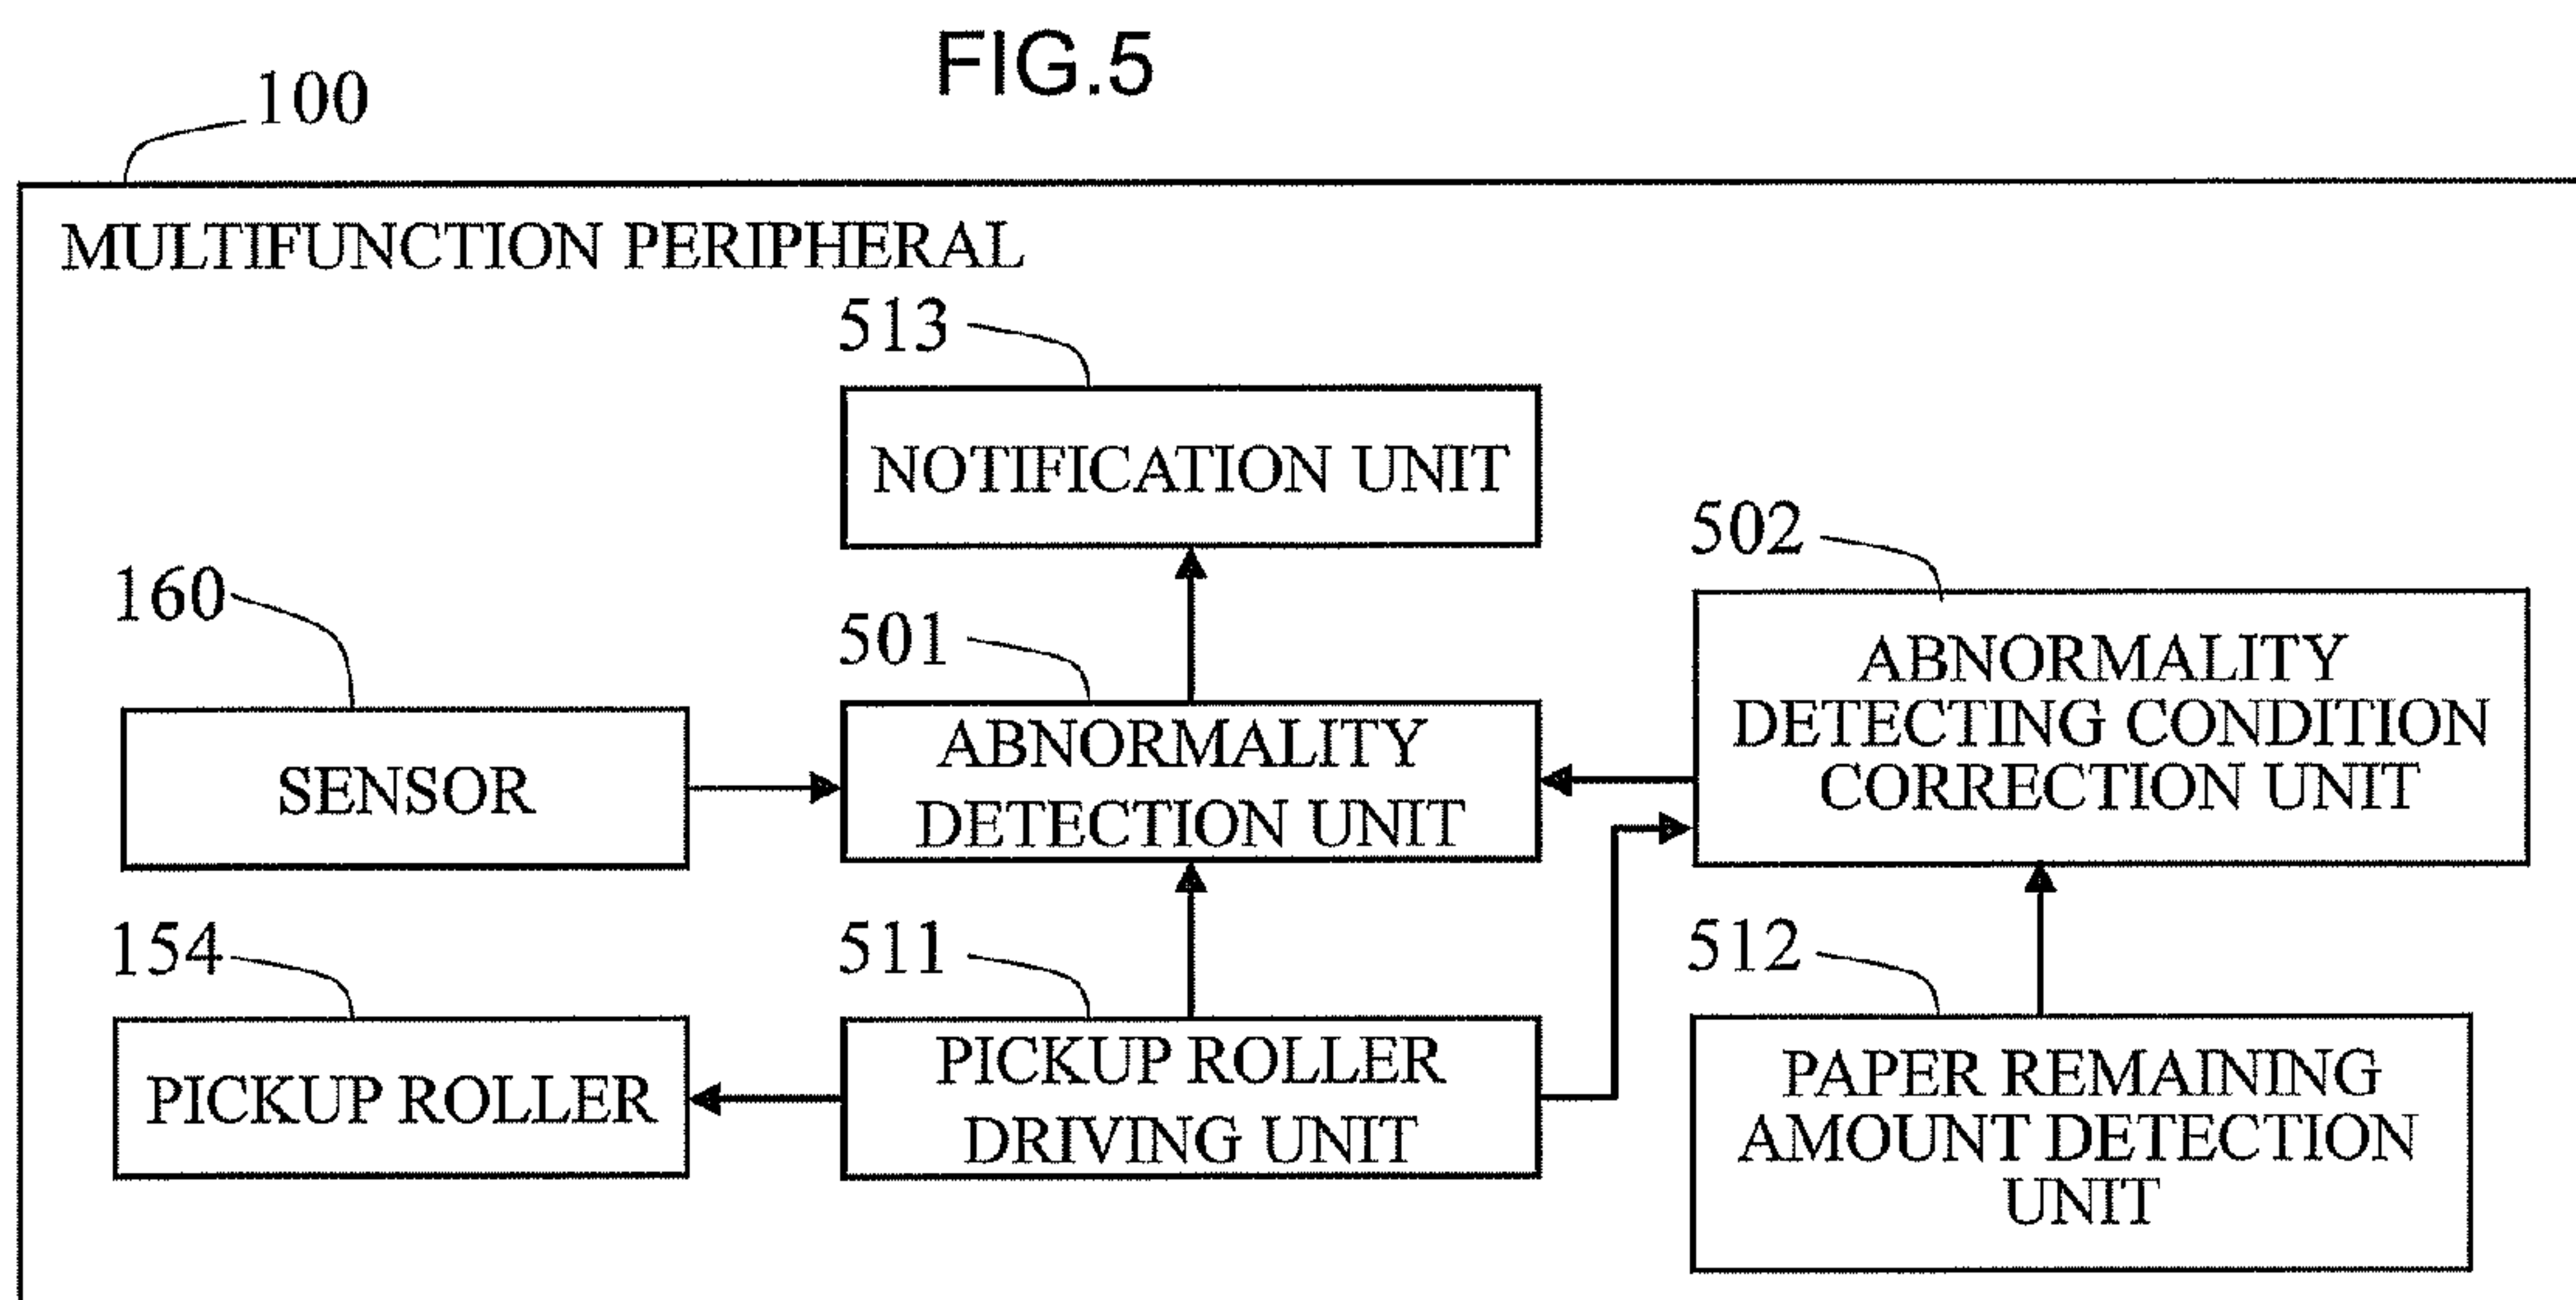 FIG.5
100
MULTIFUNCTION PERIPHERAL
513
NOTIFICATION UNIT
502
ABNORMALITY
DETECTING CONDITION
CORRECTION UNIT
160
SENSOR
501
ABNORMALITY
DETECTION UNIT
154
PICKUP ROLLER
511
PICKUP ROLLER
DRIVING UNIT
512
PAPER REMAINING
AMOUNT DETECTION
UNIT